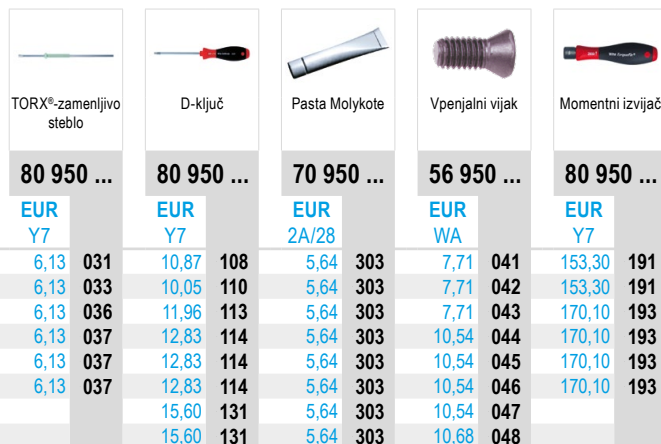 TORX®-zamenljivo steblo D-ključ Pasta Molykote Vpenjalni vijak Momentni izvijač
80 950 ... 80 950 ... 70 950 ... 56 950 ... 80 950 ...
EUR EUR EUR EUR EUR
Y7 Y7 2A/28 WA Y7
6,13 031 10,87 108 5,64 303 7,71 041 153,30 191
6,13 033 10,05 110 5,64 303 7,71 042 153,30 191
6,13 036 11,96 113 5,64 303 7,71 043 170,10 193
6,13 037 12,83 114 5,64 303 10,54 044 170,10 193
6,13 037 12,83 114 5,64 303 10,54 045 170,10 193
6,13 037 12,83 114 5,64 303 10,54 046 170,10 193
15,60 131 5,64 303 10,54 047
15,60 131 5,64 303 10,68 048